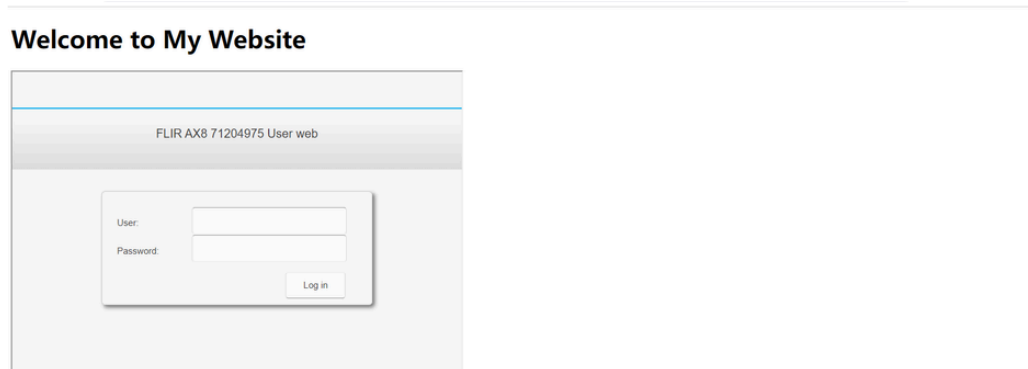 Welcome to My Website
FLIR AX8 71204975 User web
User:
Password:
Log in